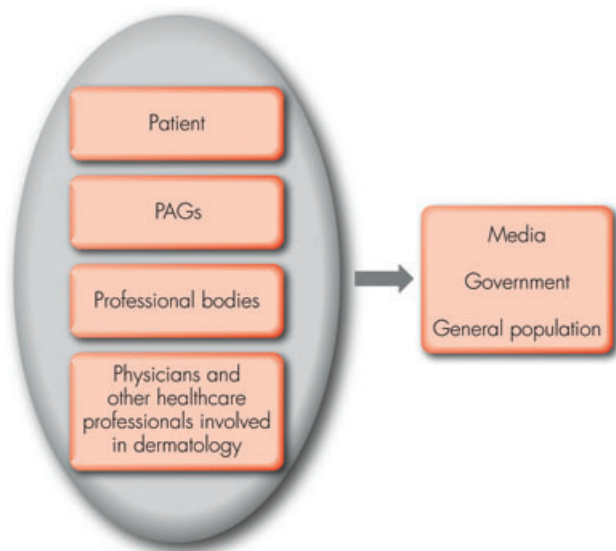 Patient
PAGs
Professional bodies
Physicians and
other healthcare
professionals involved
in dermatology
Media
Government
General population